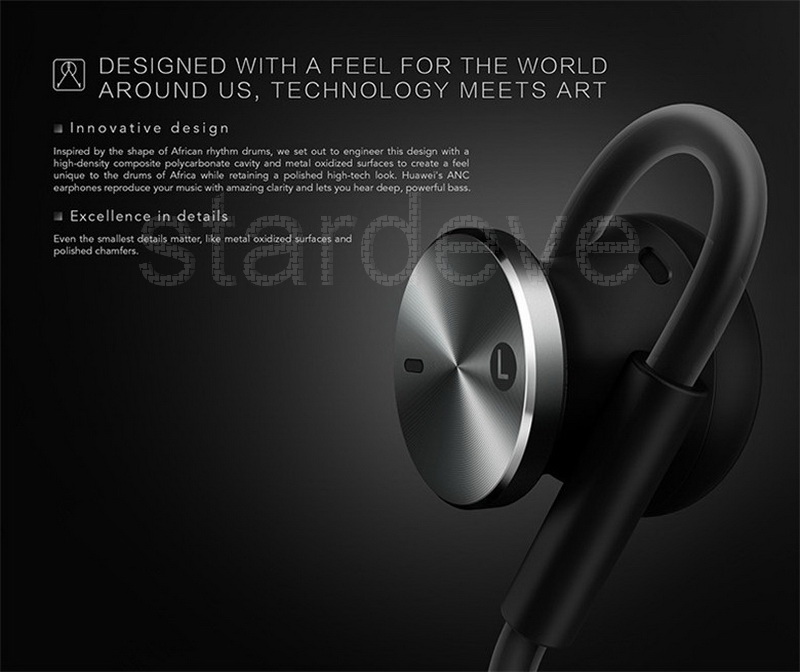 DESIGNED WITH A FEEL FOR THE WORLD
AROUND US, TECHNOLOGY MEETS ART
Innovative design
Inspired by the shape of African rhythm drums, we set out to engineer this design with a
high-density composite polycarbonate cavity and metal oxidized surfaces to create a feel
unique to the drums of Africa while retaining a polished high-tech look. Huawei's ANC
earphones reproduce your music with amazing clarity and lets you hear deep, powerful bass.
Excellence in details
Even the smallest details matter, like metal oxidized surfaces and
polished chamfers.
stardeve
L